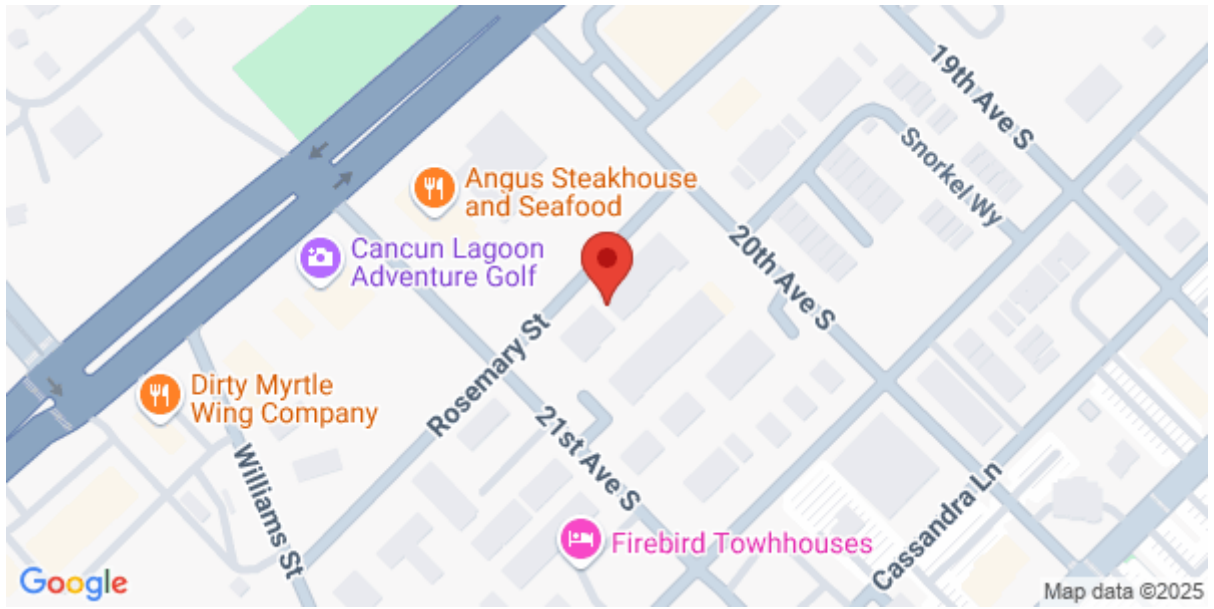 19th Ave S
Snorkel Wy
Angus Steakhouse
and Seafood
20th Ave S
Cancun Lagoon
Adventure Golf
Rosemary St
Dirty Myrtle
Wing Company
21st Ave S
Williams St
Cassandra Ln
Firebird Towhhouses
Google
Map data ©2025